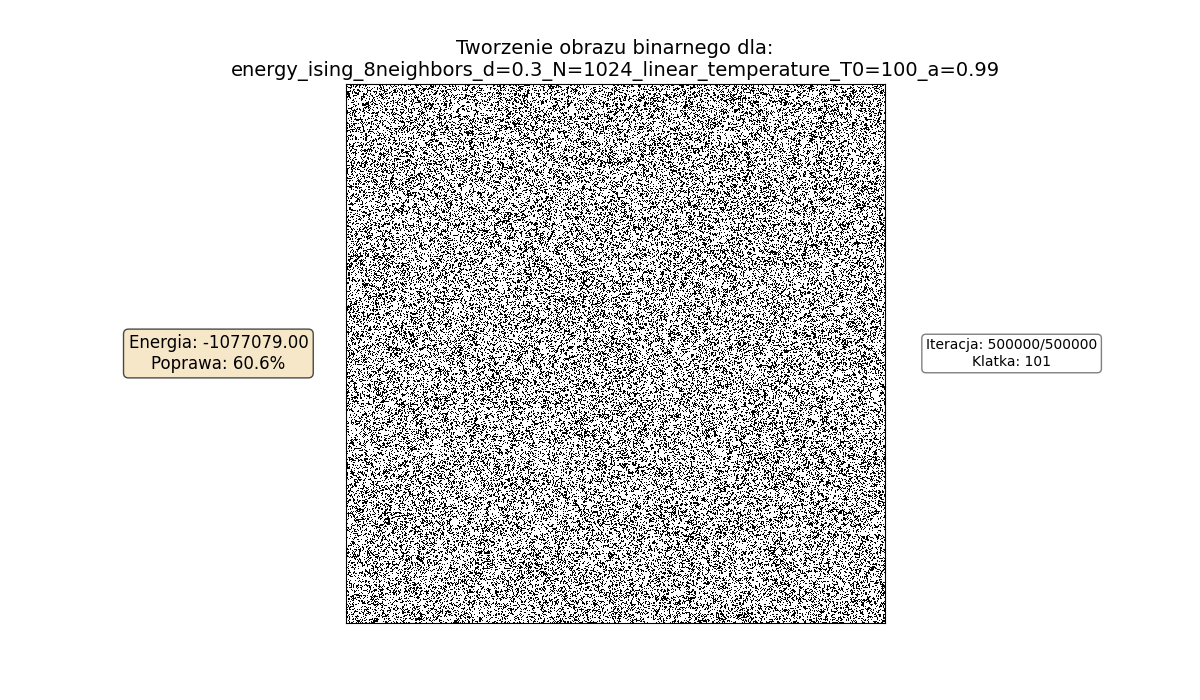 Tworzenie obrazu binarnego dla:
energy_ising_8neighbors_d=0.3_N=1024_linear_temperature_T0=100_a=0.99
Energia: -1077079.00
Poprawa: 60.6%
Iteracja: 500000/500000
Klatka: 101